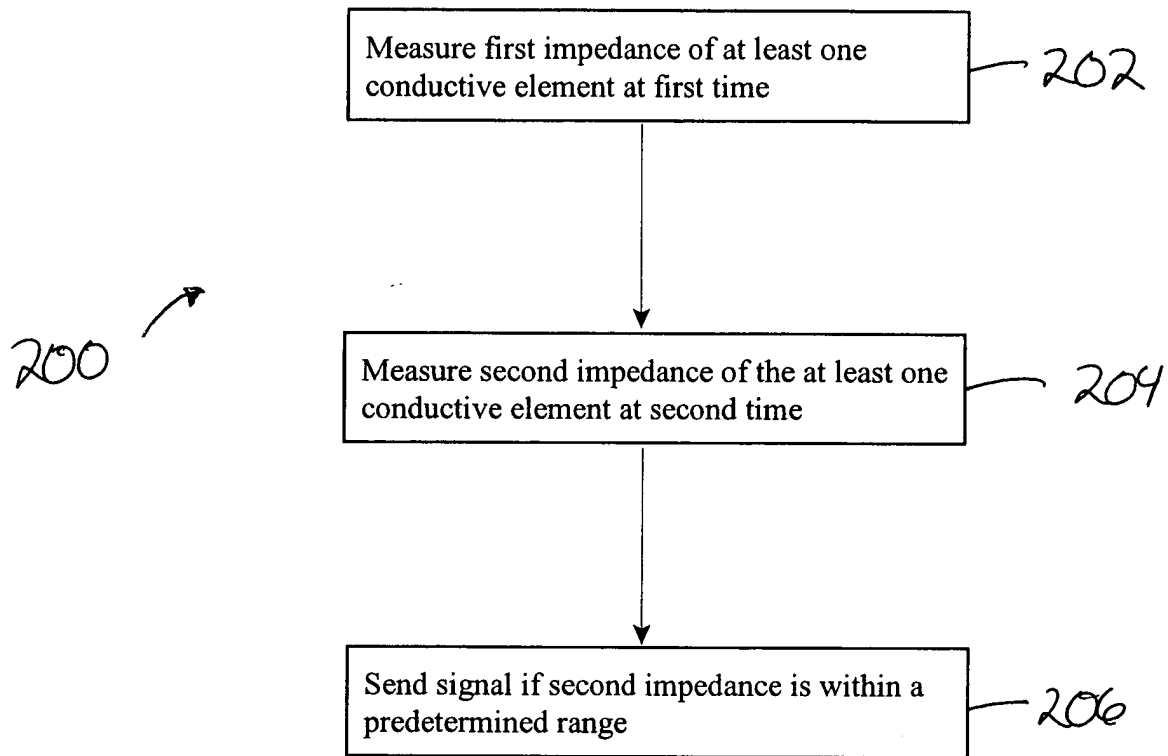 Measure first impedance of at least one
conductive element at first time
202
200
Measure second impedance of the at least one
conductive element at second time
204
Send signal if second impedance is within a
predetermined range
206